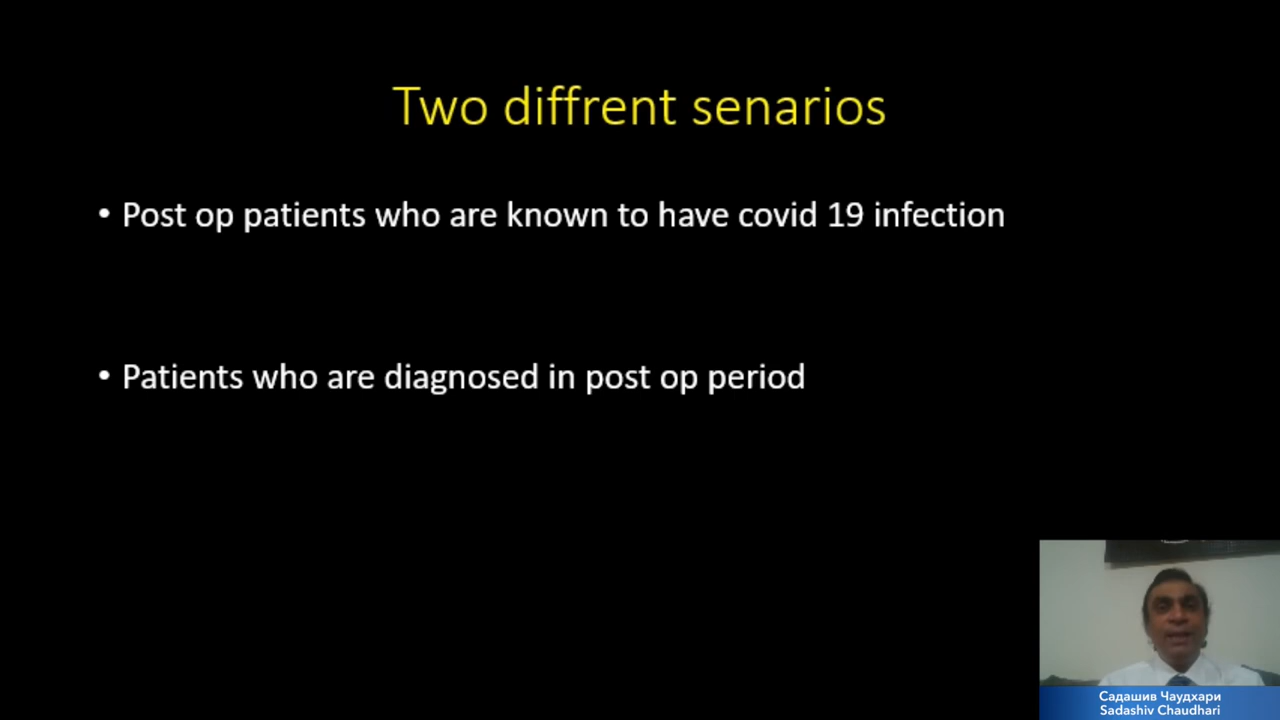 Two diffrent senarios
• Post op patients who are known to have covid 19 infection
• Patients who are diagnosed in post op period
Садашив Чаудхари
Sadashiv Chaudhari